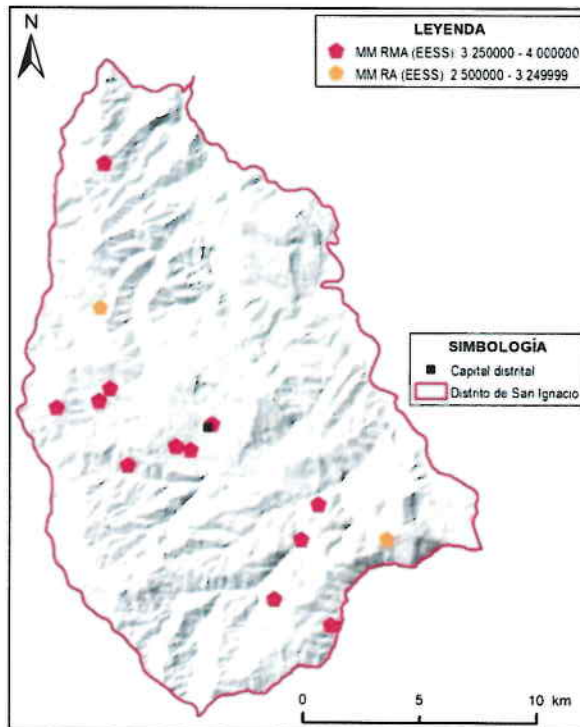 N
LEYENDA
MM RMA (EESS): 3 250000 - 4 000000
MM RA (EESS): 2 500000 - 3 249999
SIMBOLOGÍA
Capital distrital
Distrito de San Ignacio
0 5 10 km